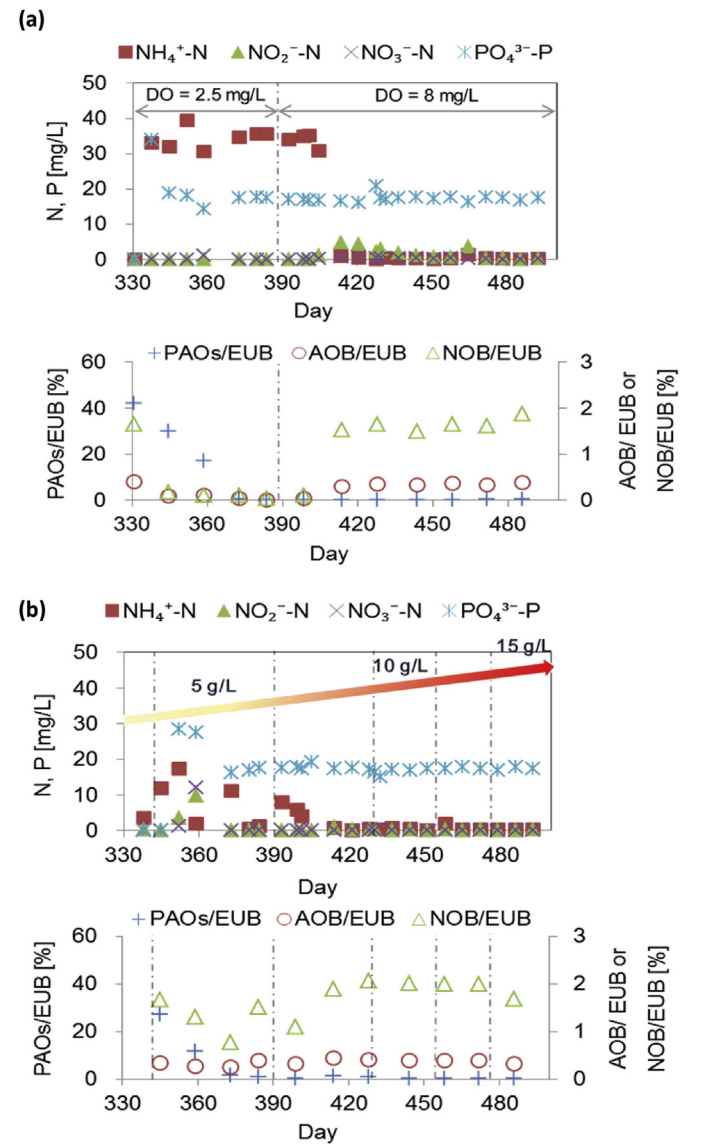 (a)
NH₄⁺-N NO₂⁻-N NO₃⁻-N PO₄³⁻-P
50
DO = 2.5 mg/L DO = 8 mg/L
40
30
20
10
0
N, P [mg/L]
330 360 390 420 450 480
Day
60 PAOs/EUB AOB/EUB NOB/EUB 3
40 2
20 1
0 0
PAOs/EUB [%]
AOB/ EUB or
NOB/EUB [%]
330 360 390 420 450 480
Day
(b)
NH₄⁺-N NO₂⁻-N NO₃⁻-N PO₄³⁻-P
50
15 g/L
10 g/L
5 g/L
40
30
20
10
0
N, P [mg/L]
330 360 390 420 450 480
Day
PAOs/EUB AOB/EUB NOB/EUB
60 3
40 2
20 1
0 0
PAOs/EUB [%]
AOB/ EUB or
NOB/EUB [%]
330 360 390 420 450 480
Day